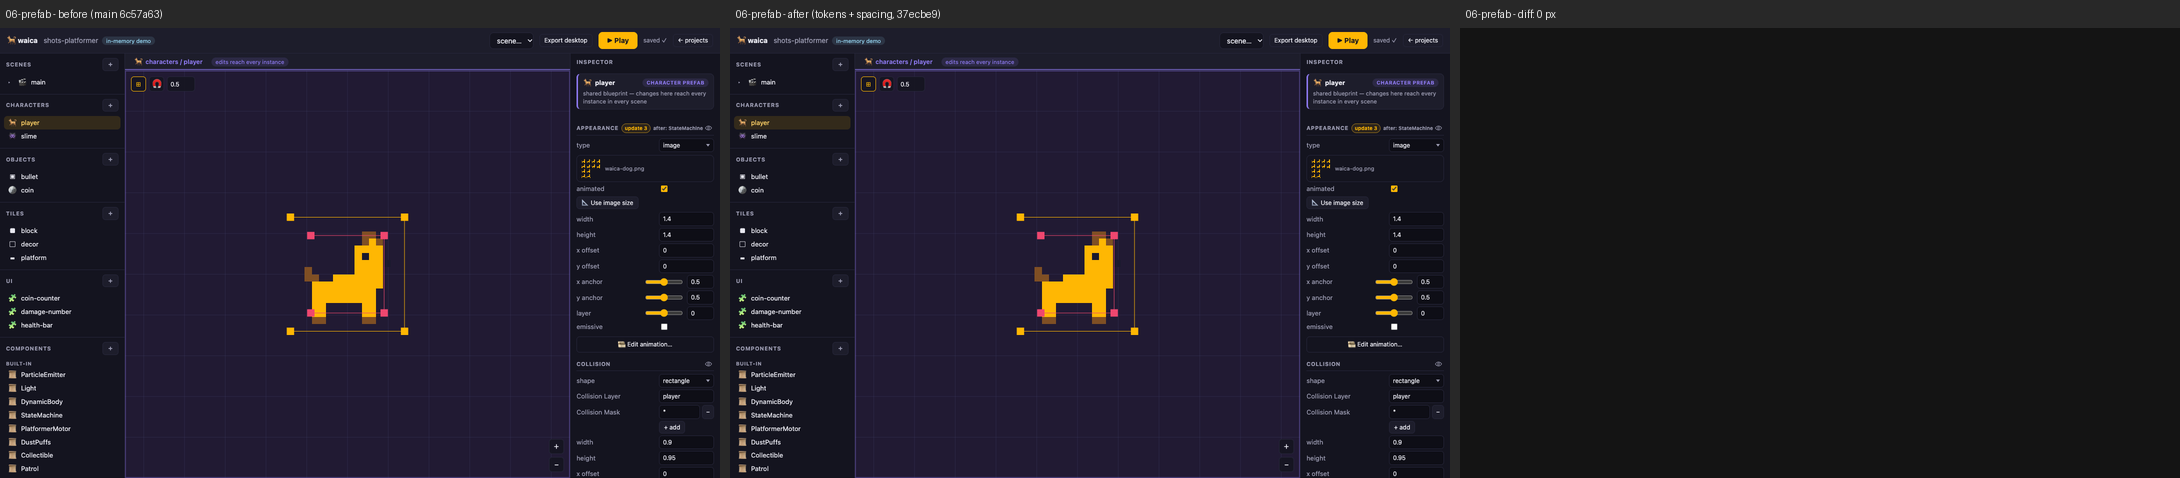 06-prefab - before (main 6c57a63)
waica shots-platformer in-memory demo
scene... Export desktop ▶ Play saved ✓ ← projects
SCENES +
main
CHARACTERS +
player
slime
OBJECTS +
bullet
coin
TILES +
block
decor
platform
UI +
coin-counter
damage-number
health-bar
COMPONENTS +
BUILT-IN
ParticleEmitter
Light
DynamicBody
StateMachine
PlatformerMotor
DustPuffs
Collectible
Patrol
characters / player edits reach every instance
0.5
+
−
INSPECTOR
player CHARACTER PREFAB
shared blueprint — changes here reach every
instance in every scene
APPEARANCE update 3 after: StateMachine
type image
waica-dog.png
animated
Use image size
width 1.4
height 1.4
x offset 0
y offset 0
x anchor 0.5
y anchor 0.5
layer 0
emissive
Edit animation...
COLLISION
shape rectangle
Collision Layer player
Collision Mask * −
+ add
width 0.9
height 0.95
x offset 0
06-prefab - after (tokens + spacing, 37ecbe9)
waica shots-platformer in-memory demo
scene... Export desktop ▶ Play saved ✓ ← projects
SCENES +
main
CHARACTERS +
player
slime
OBJECTS +
bullet
coin
TILES +
block
decor
platform
UI +
coin-counter
damage-number
health-bar
COMPONENTS +
BUILT-IN
ParticleEmitter
Light
DynamicBody
StateMachine
PlatformerMotor
DustPuffs
Collectible
Patrol
characters / player edits reach every instance
0.5
+
−
INSPECTOR
player CHARACTER PREFAB
shared blueprint — changes here reach every
instance in every scene
APPEARANCE update 3 after: StateMachine
type image
waica-dog.png
animated
Use image size
width 1.4
height 1.4
x offset 0
y offset 0
x anchor 0.5
y anchor 0.5
layer 0
emissive
Edit animation...
COLLISION
shape rectangle
Collision Layer player
Collision Mask * −
+ add
width 0.9
height 0.95
x offset 0
06-prefab - diff: 0 px